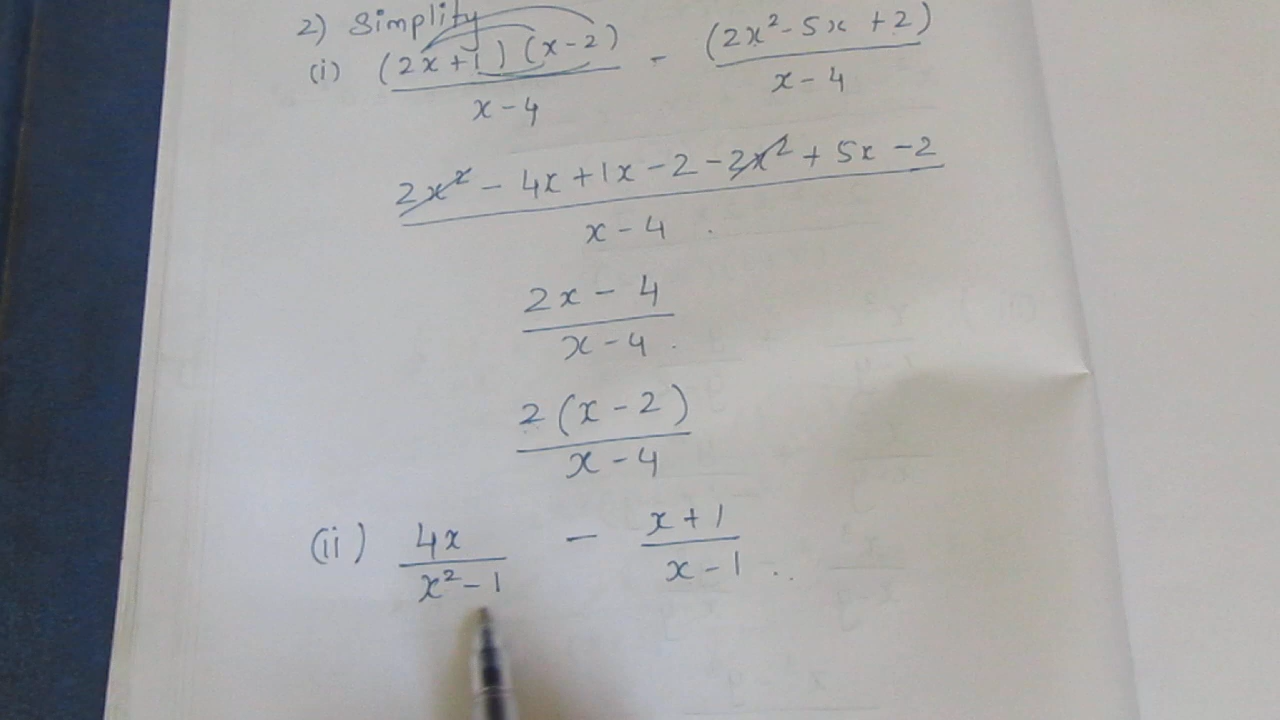 2) Simplify
(i) (2x+1)(x-2) / x-4 - (2x²-5x+2) / x-4
2x² - 4x + 1x - 2 - 2x² + 5x - 2
x-4
2x - 4
x-4
2(x-2)
x-4
(ii) 4x / x²-1 - x+1 / x-1